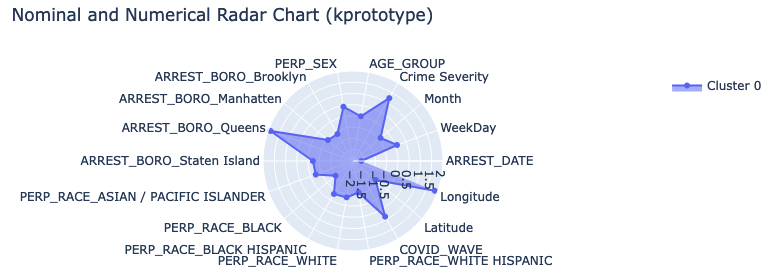 Nominal and Numerical Radar Chart (kprototype)
PERP_SEX
AGE_GROUP
ARREST_BORO_Brooklyn
Crime Severity
Cluster 0
ARREST_BORO_Manhatten
Month
ARREST_BORO_Queens
WeekDay
ARREST_BORO_Staten Island
ARREST_DATE
−2
−1.5
−1
−0.5
0
0.5
1
1.5
2
PERP_RACE_ASIAN / PACIFIC ISLANDER
Longitude
PERP_RACE_BLACK
Latitude
PERP_RACE_BLACK HISPANIC
COVID_WAVE
PERP_RACE_WHITE
PERP_RACE_WHITE HISPANIC